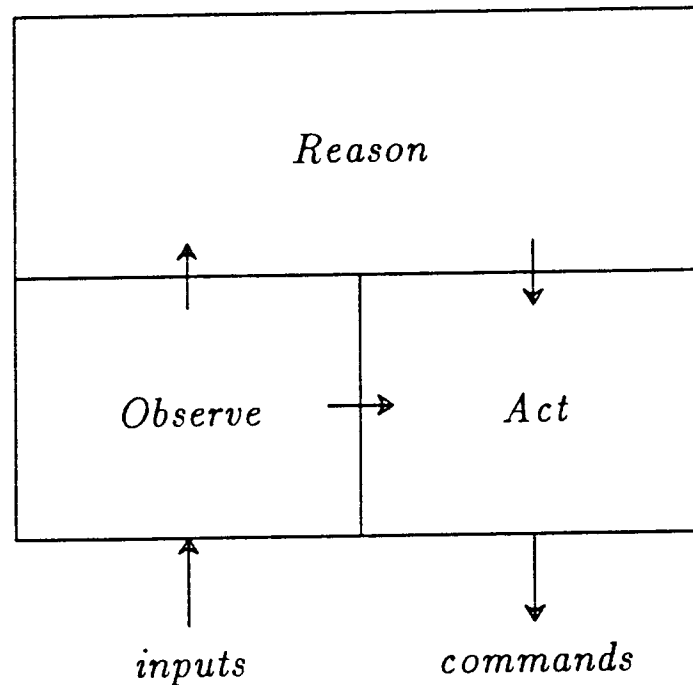 Reason
Observe
Act
inputs
commands